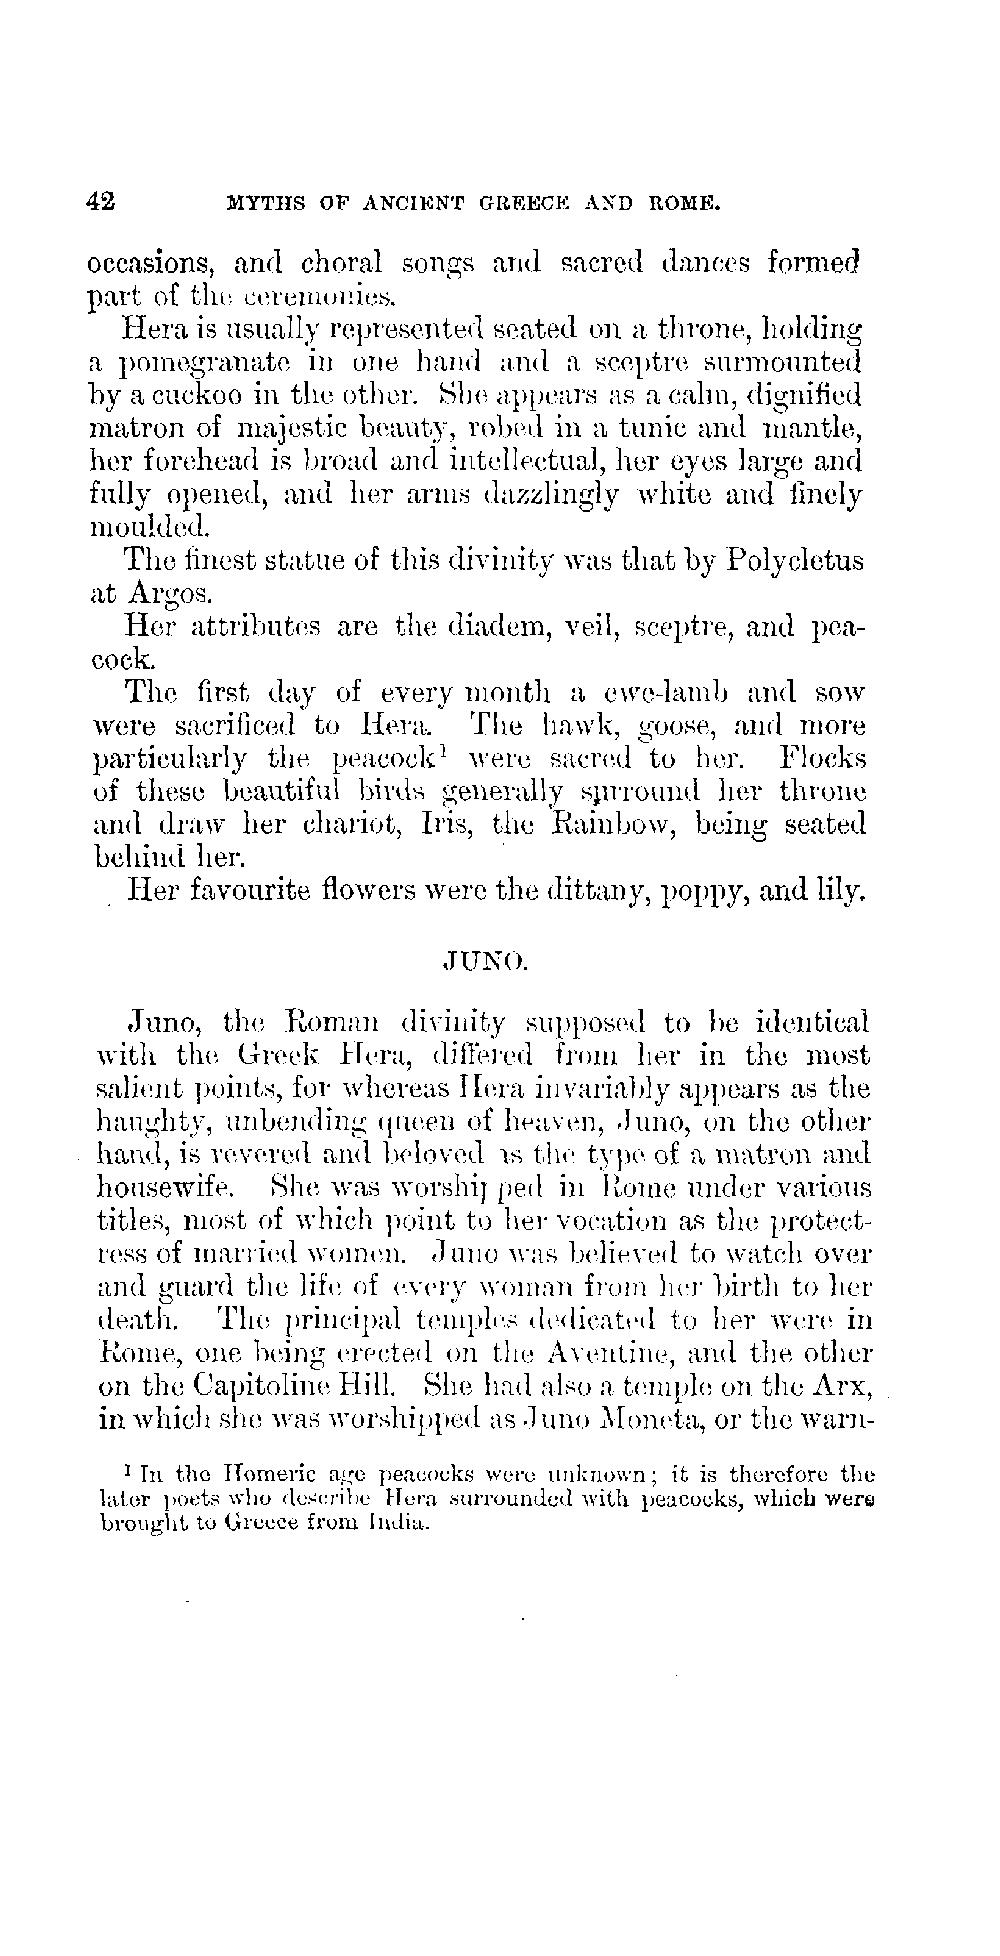 42 MYTHS OF ANCIENT GREECE AND ROME.
occasions, and choral songs and sacred dances formed
part of the ceremonies.
Hera is usually represented seated on a throne, holding
a pomegranate in one hand and a sceptre surmounted
by a cuckoo in the other. She appears as a calm, dignified
matron of majestic beauty, robed in a tunic and mantle,
her forehead is broad and intellectual, her eyes large and
fully opened, and her arms dazzlingly white and finely
moulded.
The finest statue of this divinity was that by Polycletus
at Argos.
Her attributes are the diadem, veil, sceptre, and pea-
cock.
The first day of every month a ewe-lamb and sow
were sacrificed to Hera. The hawk, goose, and more
particularly the peacock¹ were sacred to her. Flocks
of these beautiful birds generally surround her throne
and draw her chariot, Iris, the Rainbow, being seated
behind her.
Her favourite flowers were the dittany, poppy, and lily.
JUNO.
Juno, the Roman divinity supposed to be identical
with the Greek Hera, differed from her in the most
salient points, for whereas Hera invariably appears as the
haughty, unbending queen of heaven, Juno, on the other
hand, is revered and beloved as the type of a matron and
housewife. She was worshipped in Rome under various
titles, most of which point to her vocation as the protect-
ress of married women. Juno was believed to watch over
and guard the life of every woman from her birth to her
death. The principal temples dedicated to her were in
Rome, one being erected on the Aventine, and the other
on the Capitoline Hill. She had also a temple on the Arx,
in which she was worshipped as Juno Moneta, or the warn-
¹ In the Homeric age peacocks were unknown; it is therefore the
later poets who describe Hera surrounded with peacocks, which were
brought to Greece from India.